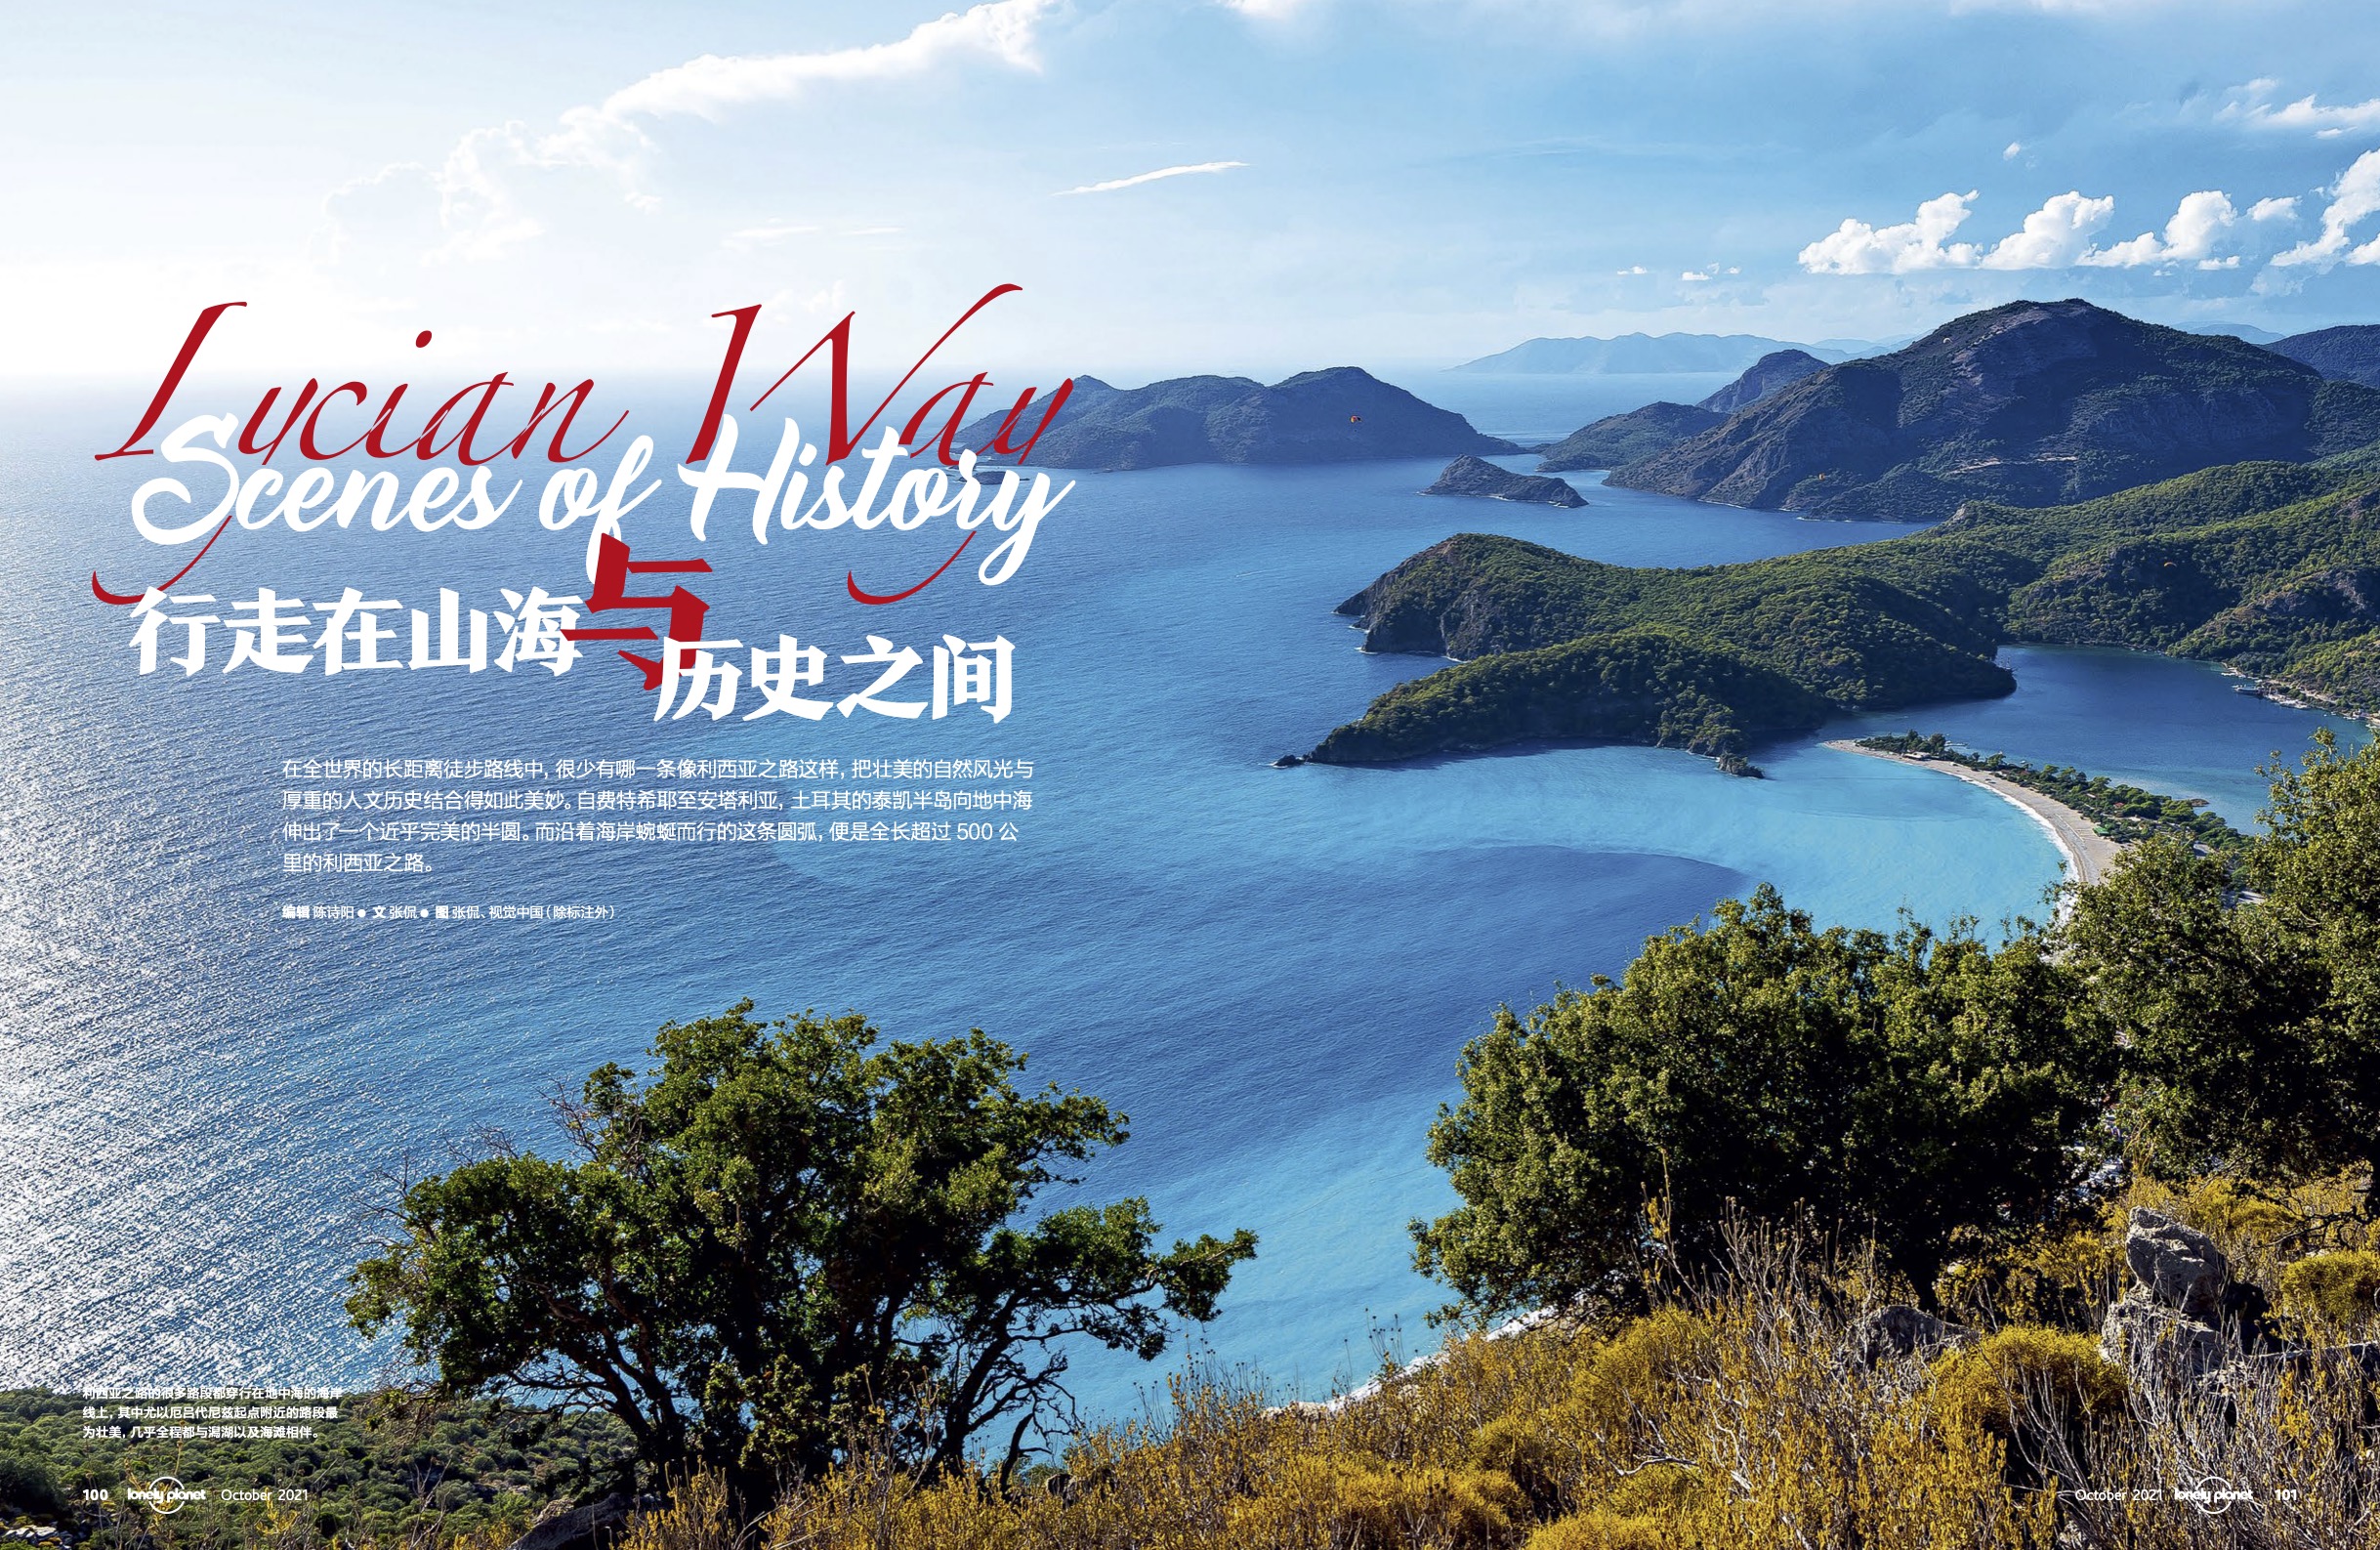 Lycian Way
Scenes of History
行走在山海与历史之间
在全世界的长距离徒步路线中，很少有哪一条像利西亚之路这样，把壮美的自然风光与
厚重的人文历史结合得如此美妙。自费特希耶至安塔利亚，土耳其的泰凯半岛向地中海
伸出了一个近乎完美的半圆。而沿着海岸蜿蜒而行的这条圆弧，便是全长超过 500 公
里的利西亚之路。
编辑 陈诗阳● 文 张侃● 图 张侃、视觉中国（除标注外）
利西亚之路的很多路段都穿行在地中海的海岸
线上，其中尤以厄吕代尼兹起点附近的路段最
为壮美，几乎全程都与潟湖以及海滩相伴。
100 lonely planet October 2021
October 2021 lonely planet 101